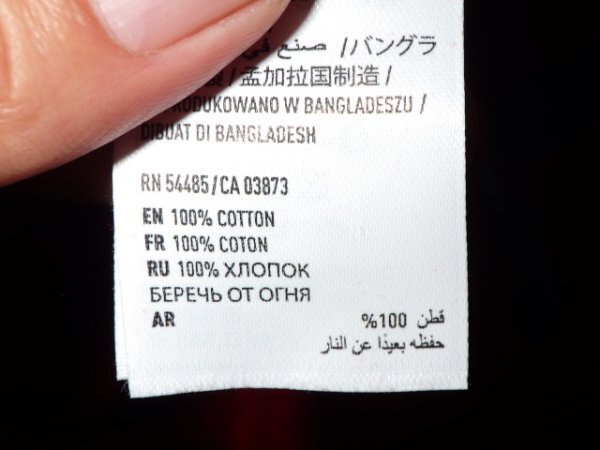 صنع في /バングラ
/孟加拉国制造/
W BANGLADESZU /
DIBUAT DI BANGLADESH
RN 54485/CA 03873
EN 100% COTTON
FR 100% COTON
RU 100% ХЛОПОК
БЕРЕЧЬ ОТ ОГНЯ
AR قطن 100%
حفظه بعيدًا عن النار